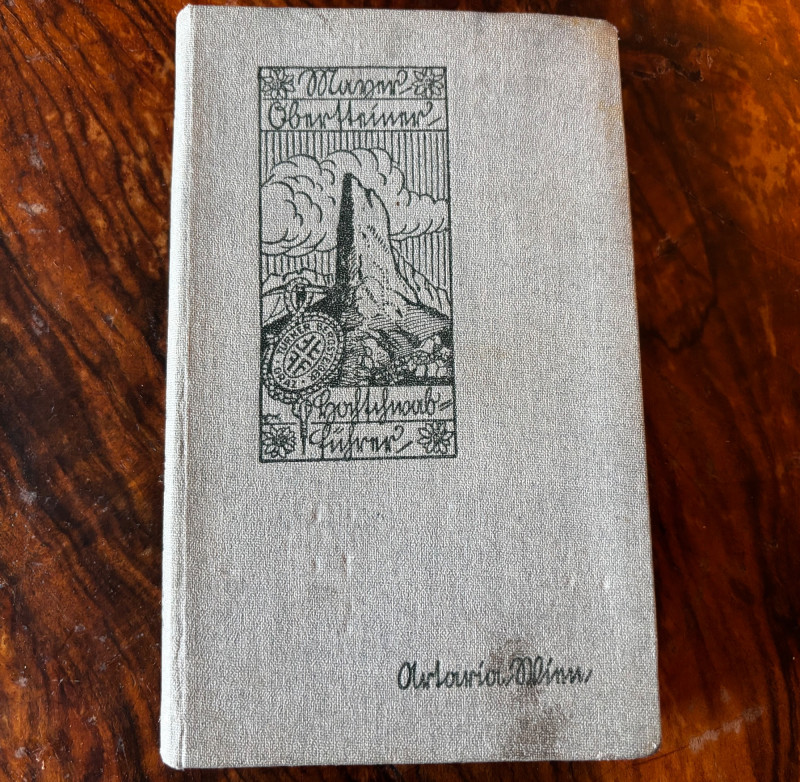 Mayer
Obersteiner
Hochschwab-
führer
Artaria, Wien